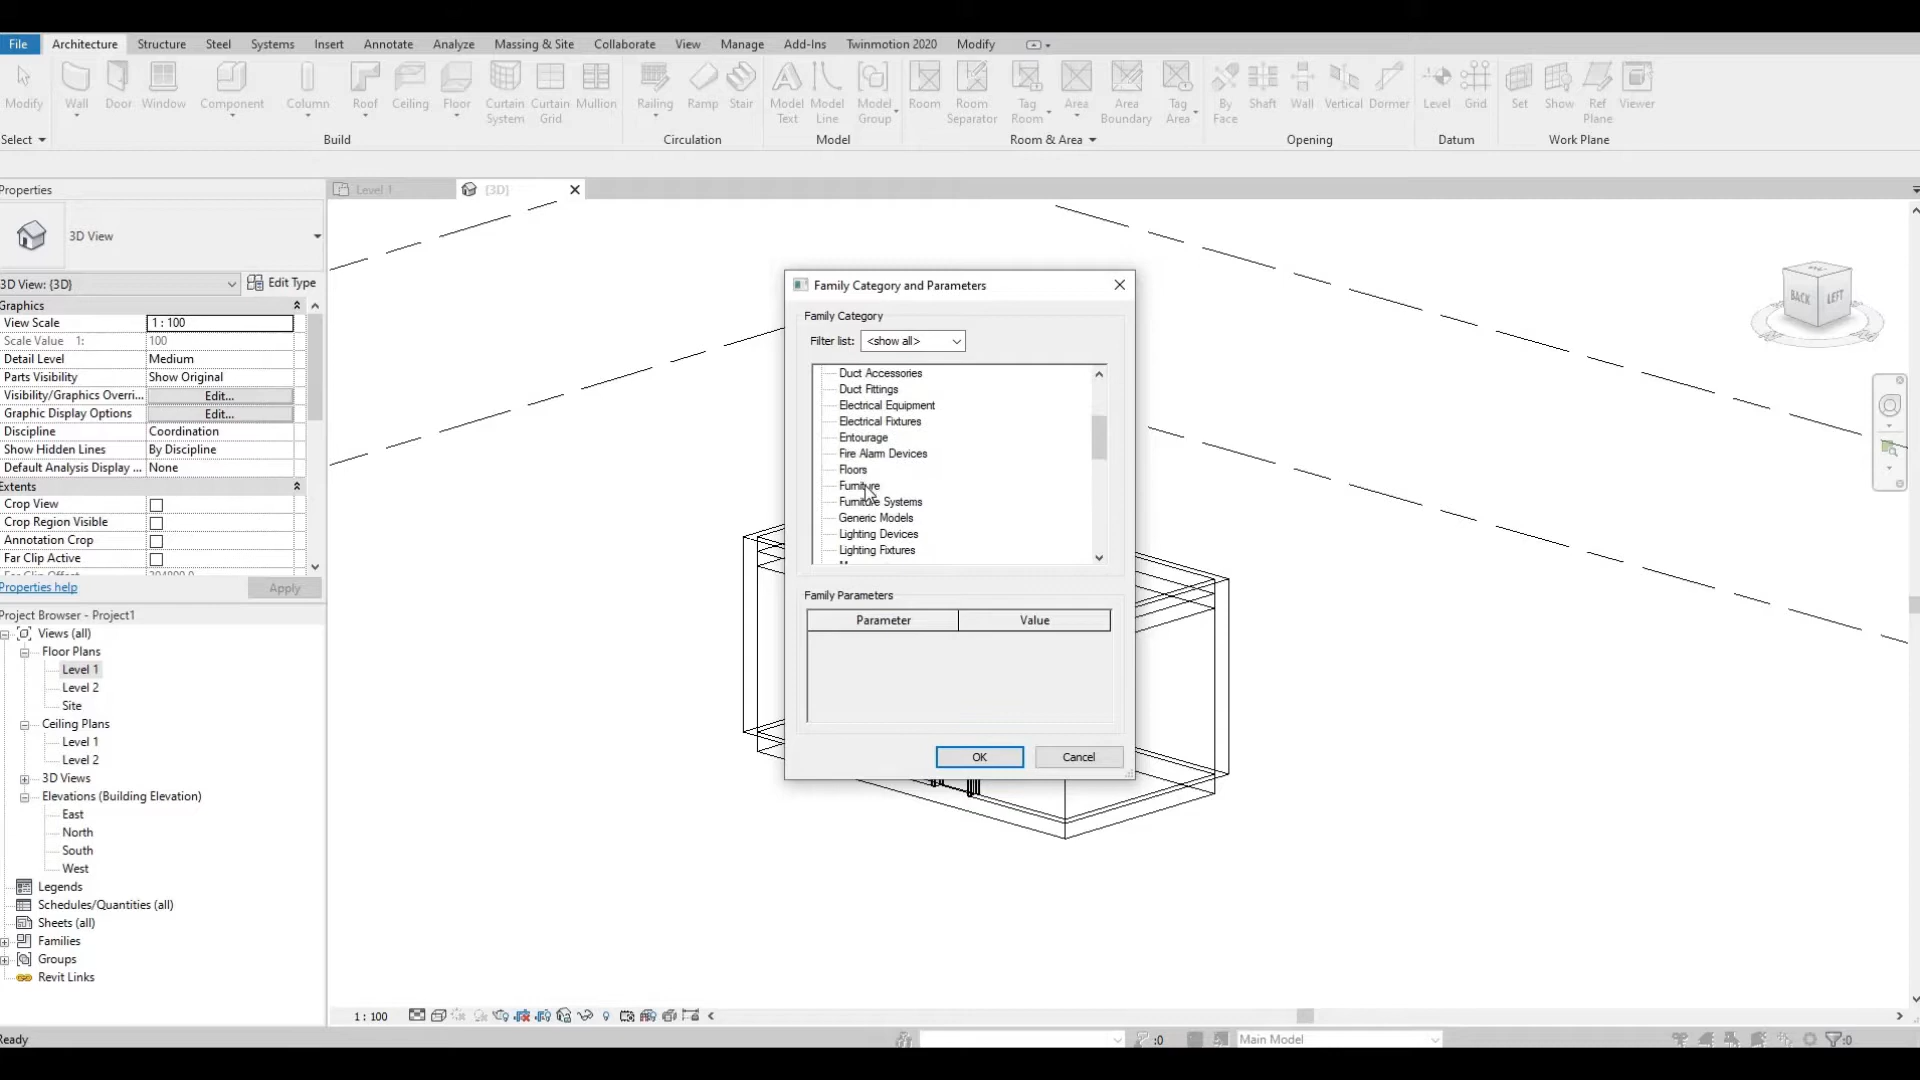 File Architecture Structure Steel Systems Insert Annotate Analyze Massing & Site Collaborate View Manage Add-Ins Twinmotion 2020 Modify
Modify Wall Door Window Component Column Roof Ceiling Floor Curtain System Curtain Grid Mullion Railing Ramp Stair Model Text Model Line Model Group Room Room Separator Tag Room Area Area Boundary Tag Area By Face Shaft Wall Vertical Dormer Level Grid Set Show Ref Plane Viewer
Select Build Circulation Model Room & Area Opening Datum Work Plane
Properties
Level 1
{3D}
3D View
3D View: {3D}
Edit Type
Graphics
View Scale 1 : 100
Scale Value 1: 100
Detail Level Medium
Parts Visibility Show Original
Visibility/Graphics Overri... Edit...
Graphic Display Options Edit...
Discipline Coordination
Show Hidden Lines By Discipline
Default Analysis Display ... None
Extents
Crop View
Crop Region Visible
Annotation Crop
Far Clip Active
Properties help
Apply
Project Browser - Project1
Views (all)
Floor Plans
Level 1
Level 2
Site
Ceiling Plans
Level 1
Level 2
3D Views
Elevations (Building Elevation)
East
North
South
West
Legends
Schedules/Quantities (all)
Sheets (all)
Families
Groups
Revit Links
Family Category and Parameters
Family Category
Filter list: <show all>
Duct Accessories
Duct Fittings
Electrical Equipment
Electrical Fixtures
Entourage
Fire Alarm Devices
Floors
Furniture
Furniture Systems
Generic Models
Lighting Devices
Lighting Fixtures
Family Parameters
Parameter Value
OK Cancel
BACK LEFT
1 : 100
Ready
:0
Main Model
:0